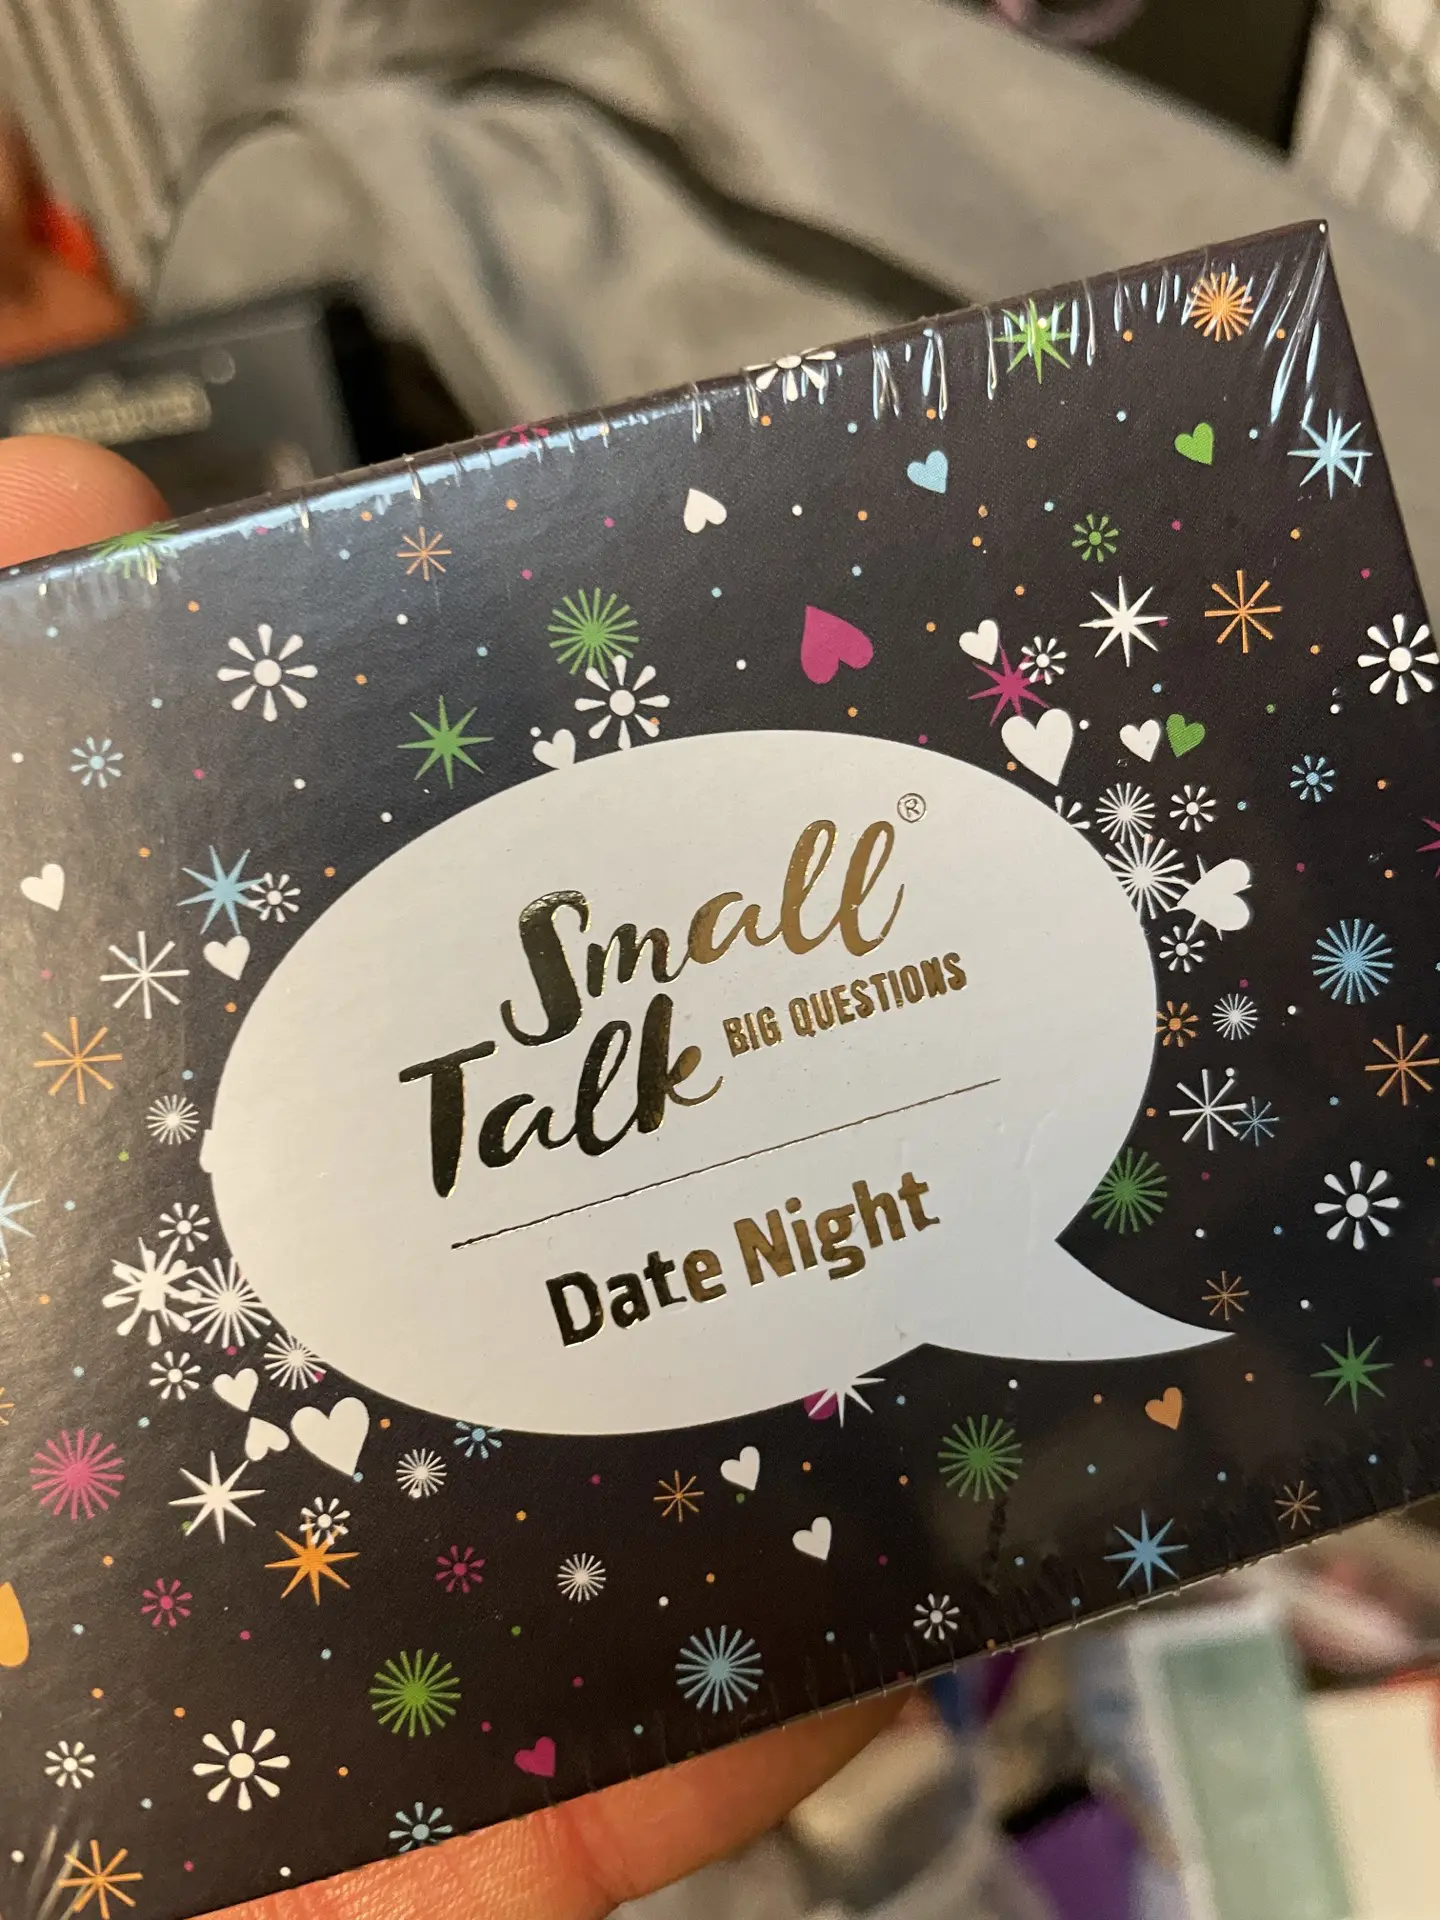 Small®
Talk BIG QUESTIONS
Date Night